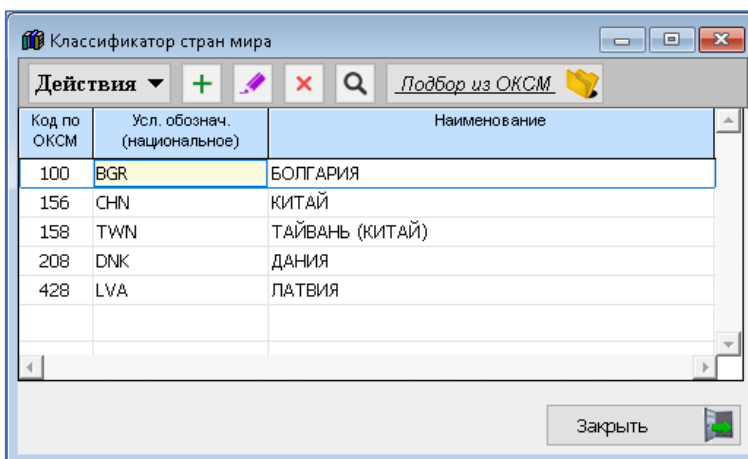 Классификатор стран мира
Действия Подбор из ОКСМ
Код по ОКСМ Усл. обознач. (национальное) Наименование
100 BGR БОЛГАРИЯ
156 CHN КИТАЙ
158 TWN ТАЙВАНЬ (КИТАЙ)
208 DNK ДАНИЯ
428 LVA ЛАТВИЯ
Закрыть